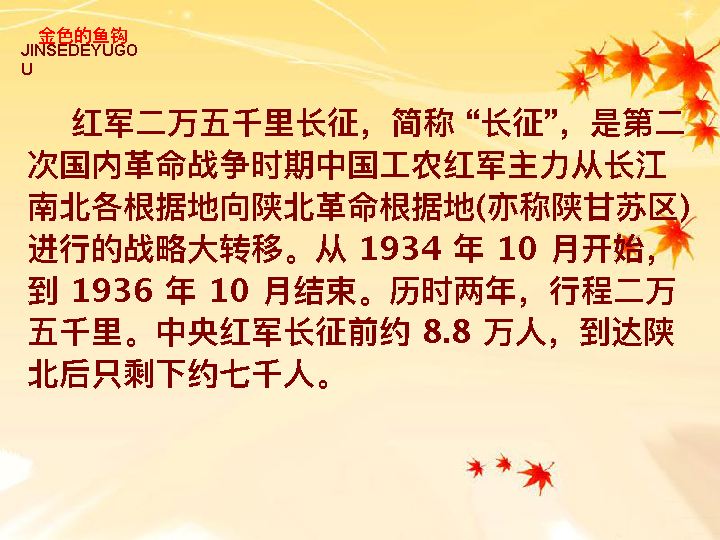 金色的鱼钩
JINSEDEYUGO
U
红军二万五千里长征，简称“长征”，是第二
次国内革命战争时期中国工农红军主力从长江
南北各根据地向陕北革命根据地(亦称陕甘苏区)
进行的战略大转移。从 1934 年 10 月开始，
到 1936 年 10 月结束。历时两年，行程二万
五千里。中央红军长征前约 8.8 万人，到达陕
北后只剩下约七千人。